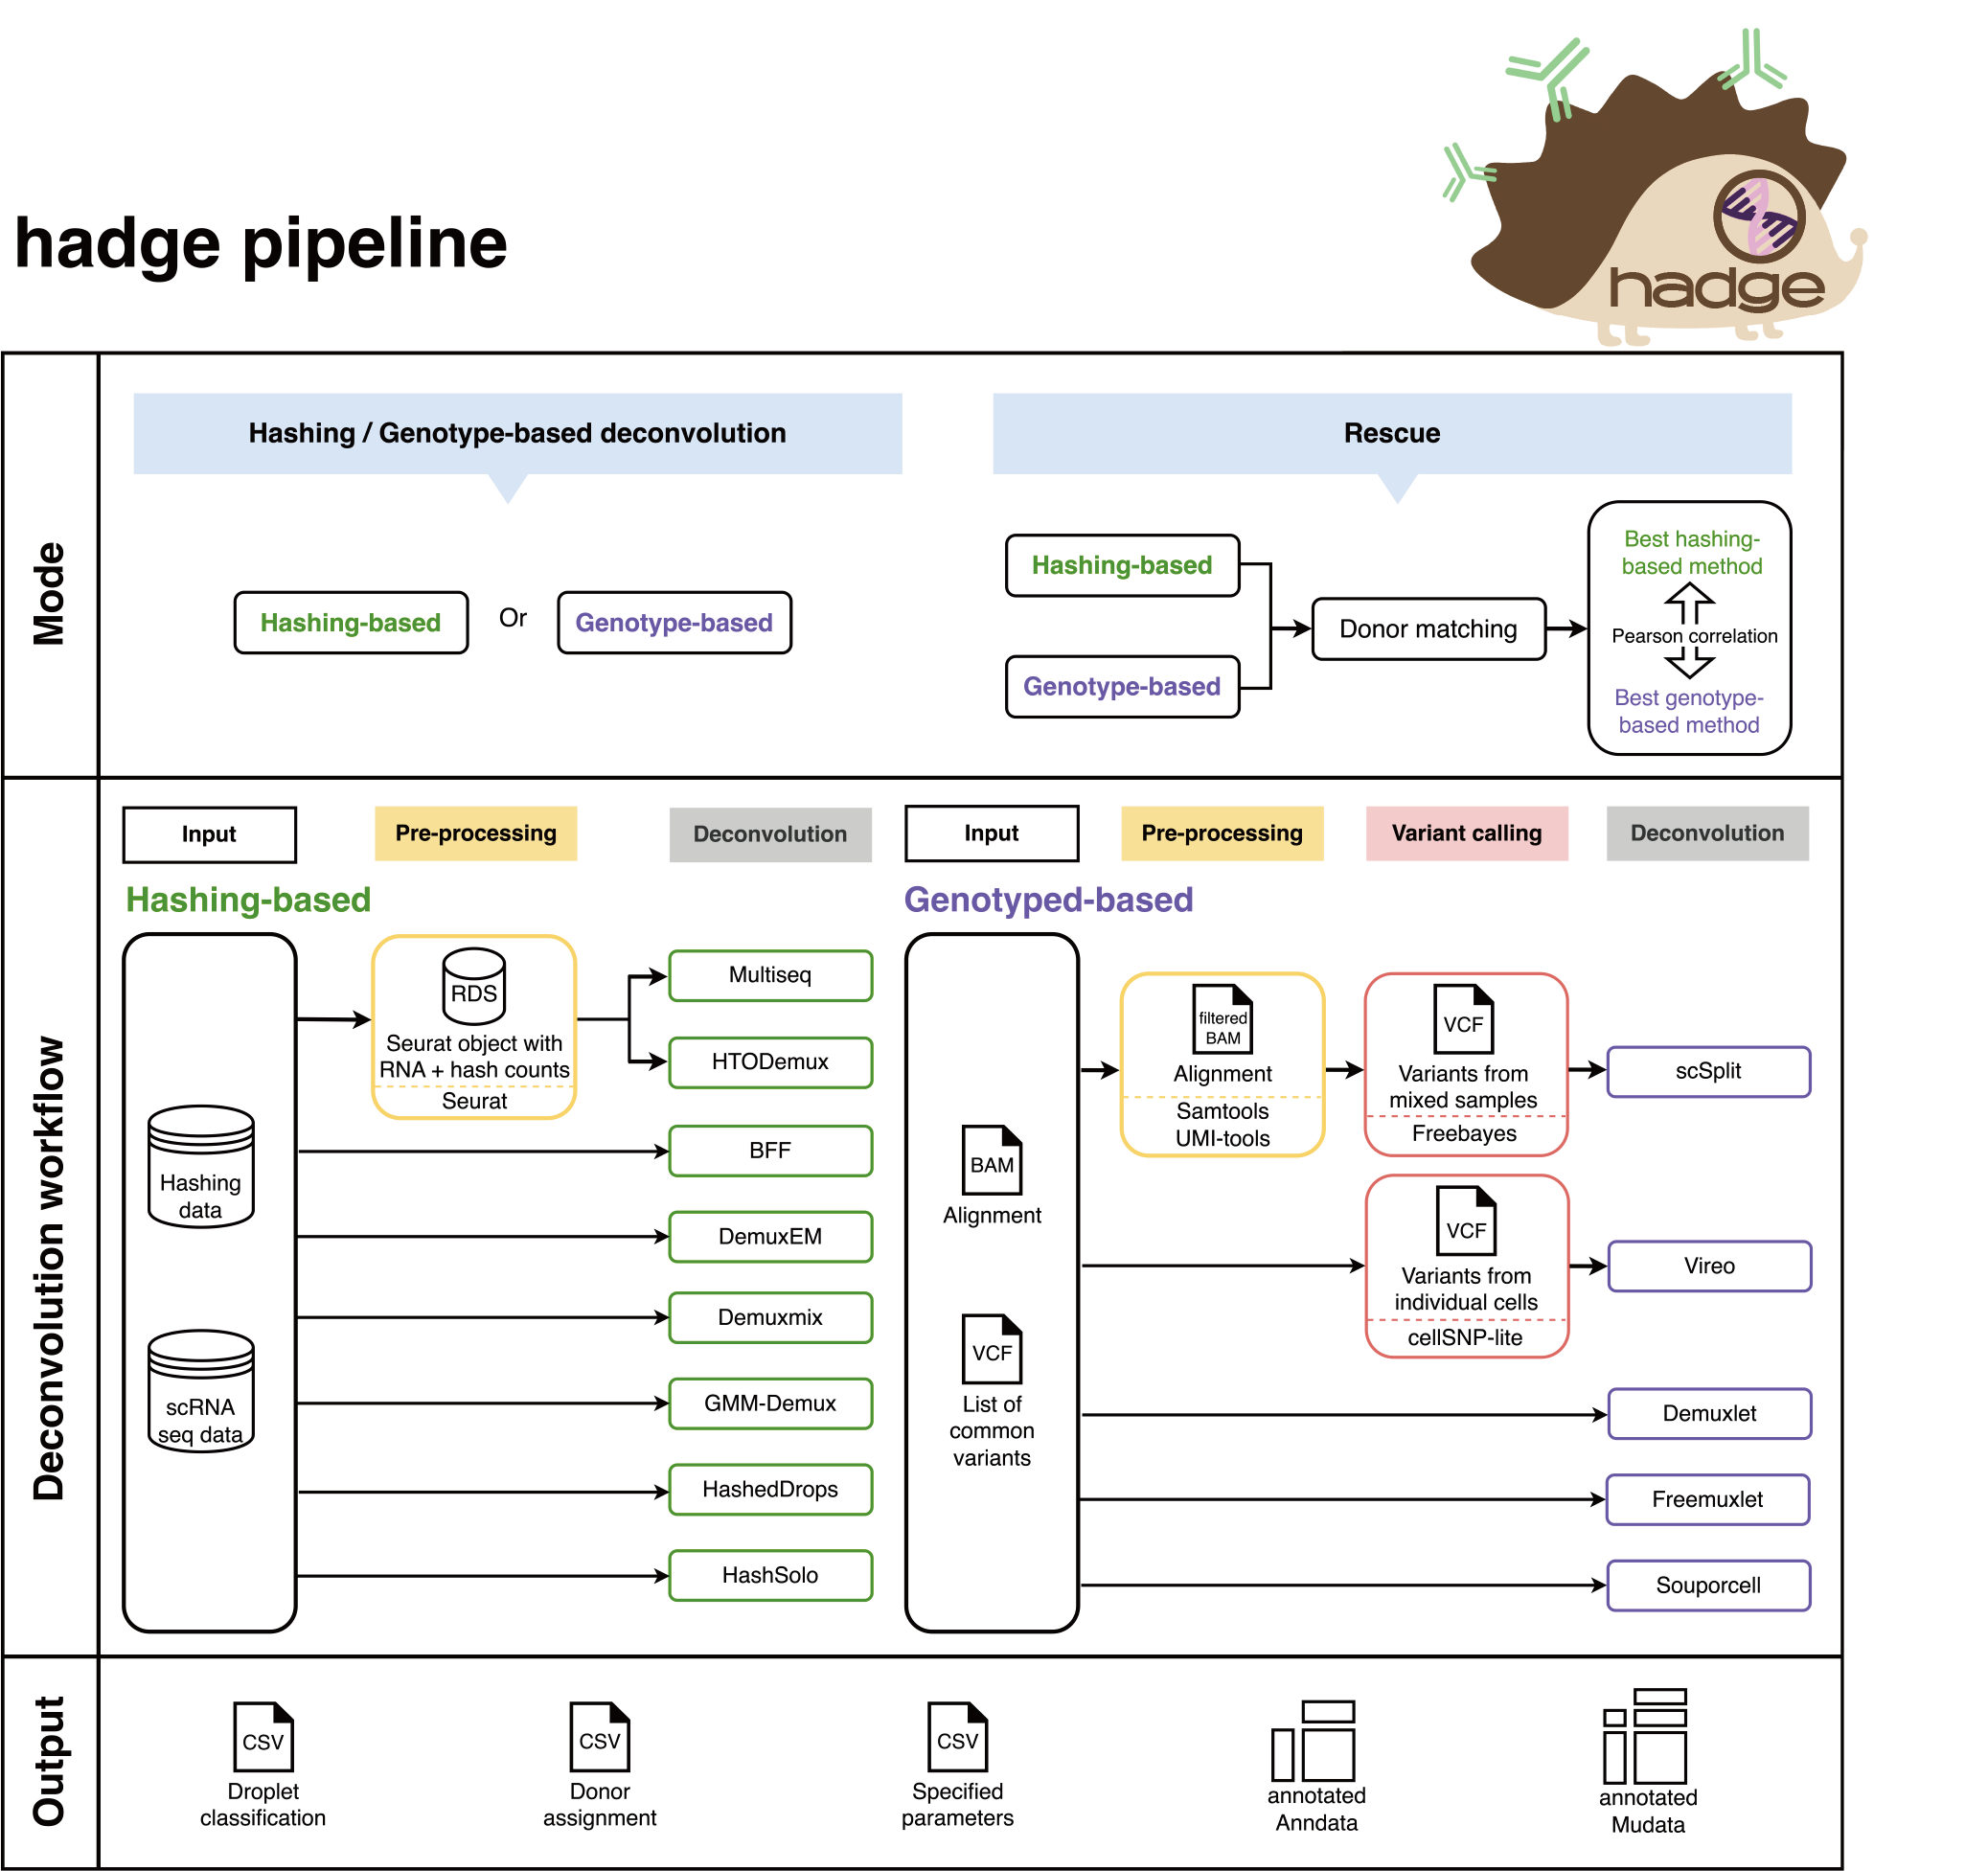 hadge pipeline
hadge
Mode
Hashing / Genotype-based deconvolution
Hashing-based
Or
Genotype-based
Rescue
Hashing-based
Genotype-based
Donor matching
Best hashing-
based method
Pearson correlation
Best genotype-
based method
Deconvolution workflow
Input
Pre-processing
Deconvolution
Hashing-based
Hashing
data
scRNA
seq data
RDS
Seurat object with
RNA + hash counts
Seurat
Multiseq
HTODemux
BFF
DemuxEM
Demuxmix
GMM-Demux
HashedDrops
HashSolo
Input
Pre-processing
Variant calling
Deconvolution
Genotyped-based
BAM
Alignment
VCF
List of
common
variants
filtered
BAM
Alignment
Samtools
UMI-tools
VCF
Variants from
mixed samples
Freebayes
VCF
Variants from
individual cells
cellSNP-lite
scSplit
Vireo
Demuxlet
Freemuxlet
Souporcell
Output
CSV
Droplet
classification
CSV
Donor
assignment
CSV
Specified
parameters
annotated
Anndata
annotated
Mudata